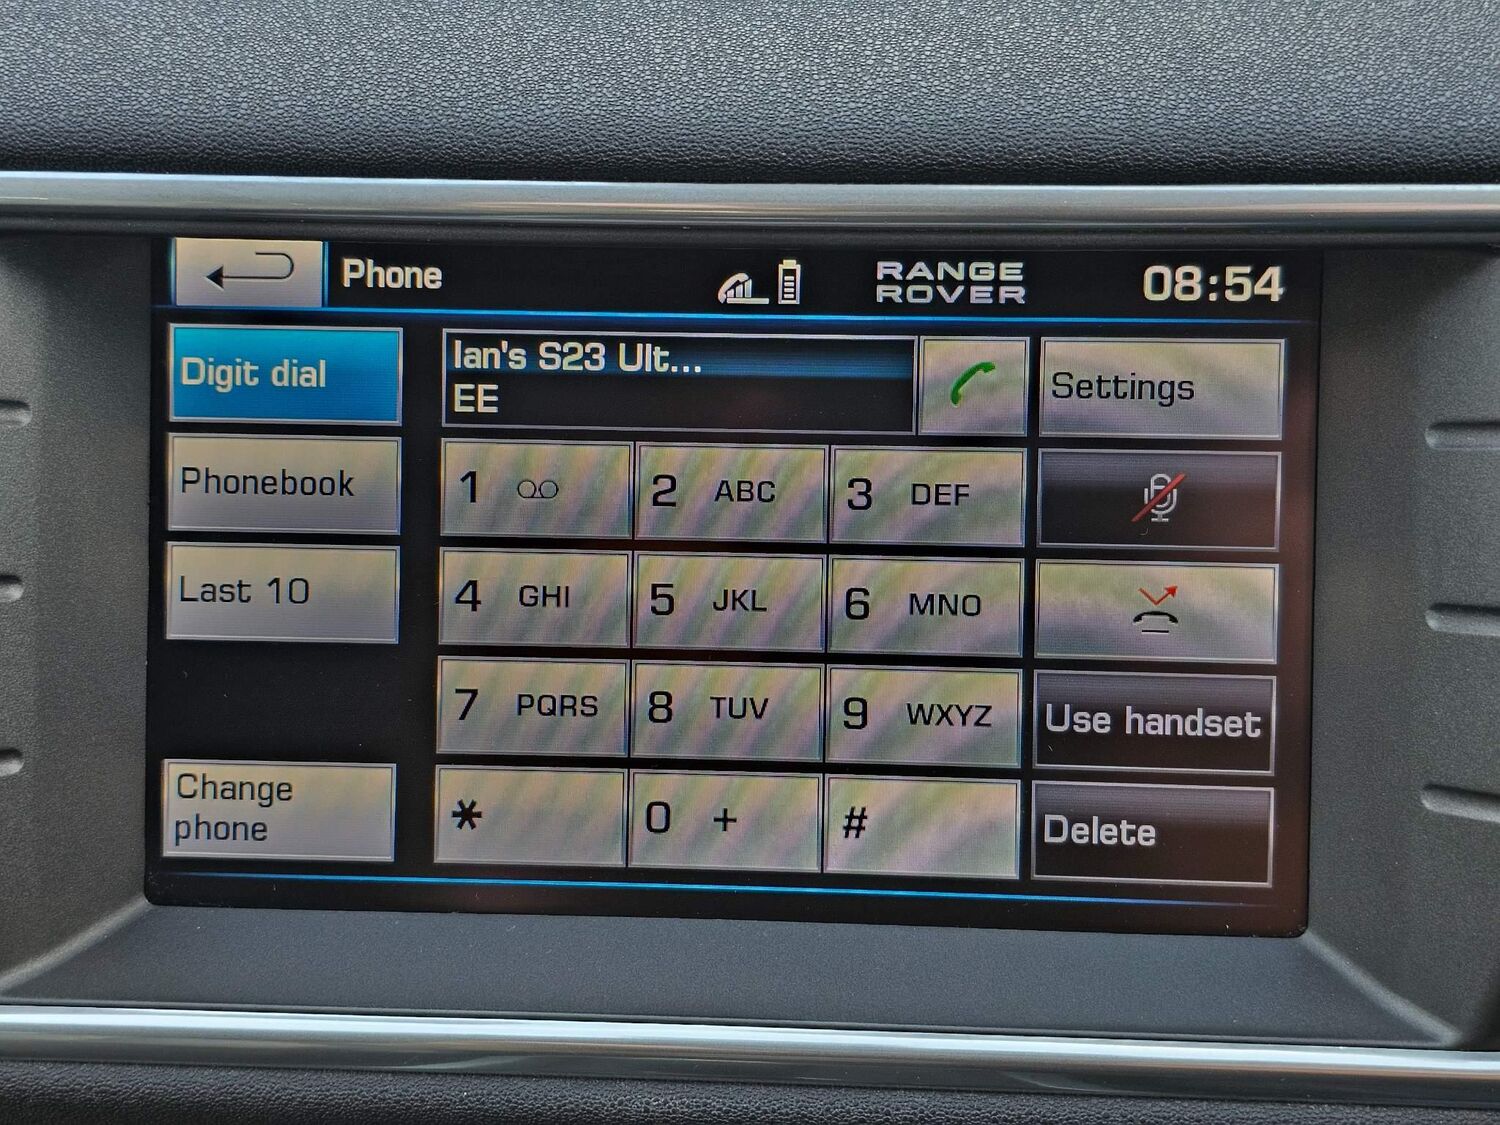 Phone
RANGE
ROVER
08:54
Digit dial
Ian's S23 Ult...
EE
Settings
Phonebook
1
2 ABC
3 DEF
Last 10
4 GHI
5 JKL
6 MNO
7 PQRS
8 TUV
9 WXYZ
Use handset
Change
phone
*
0 +
#
Delete